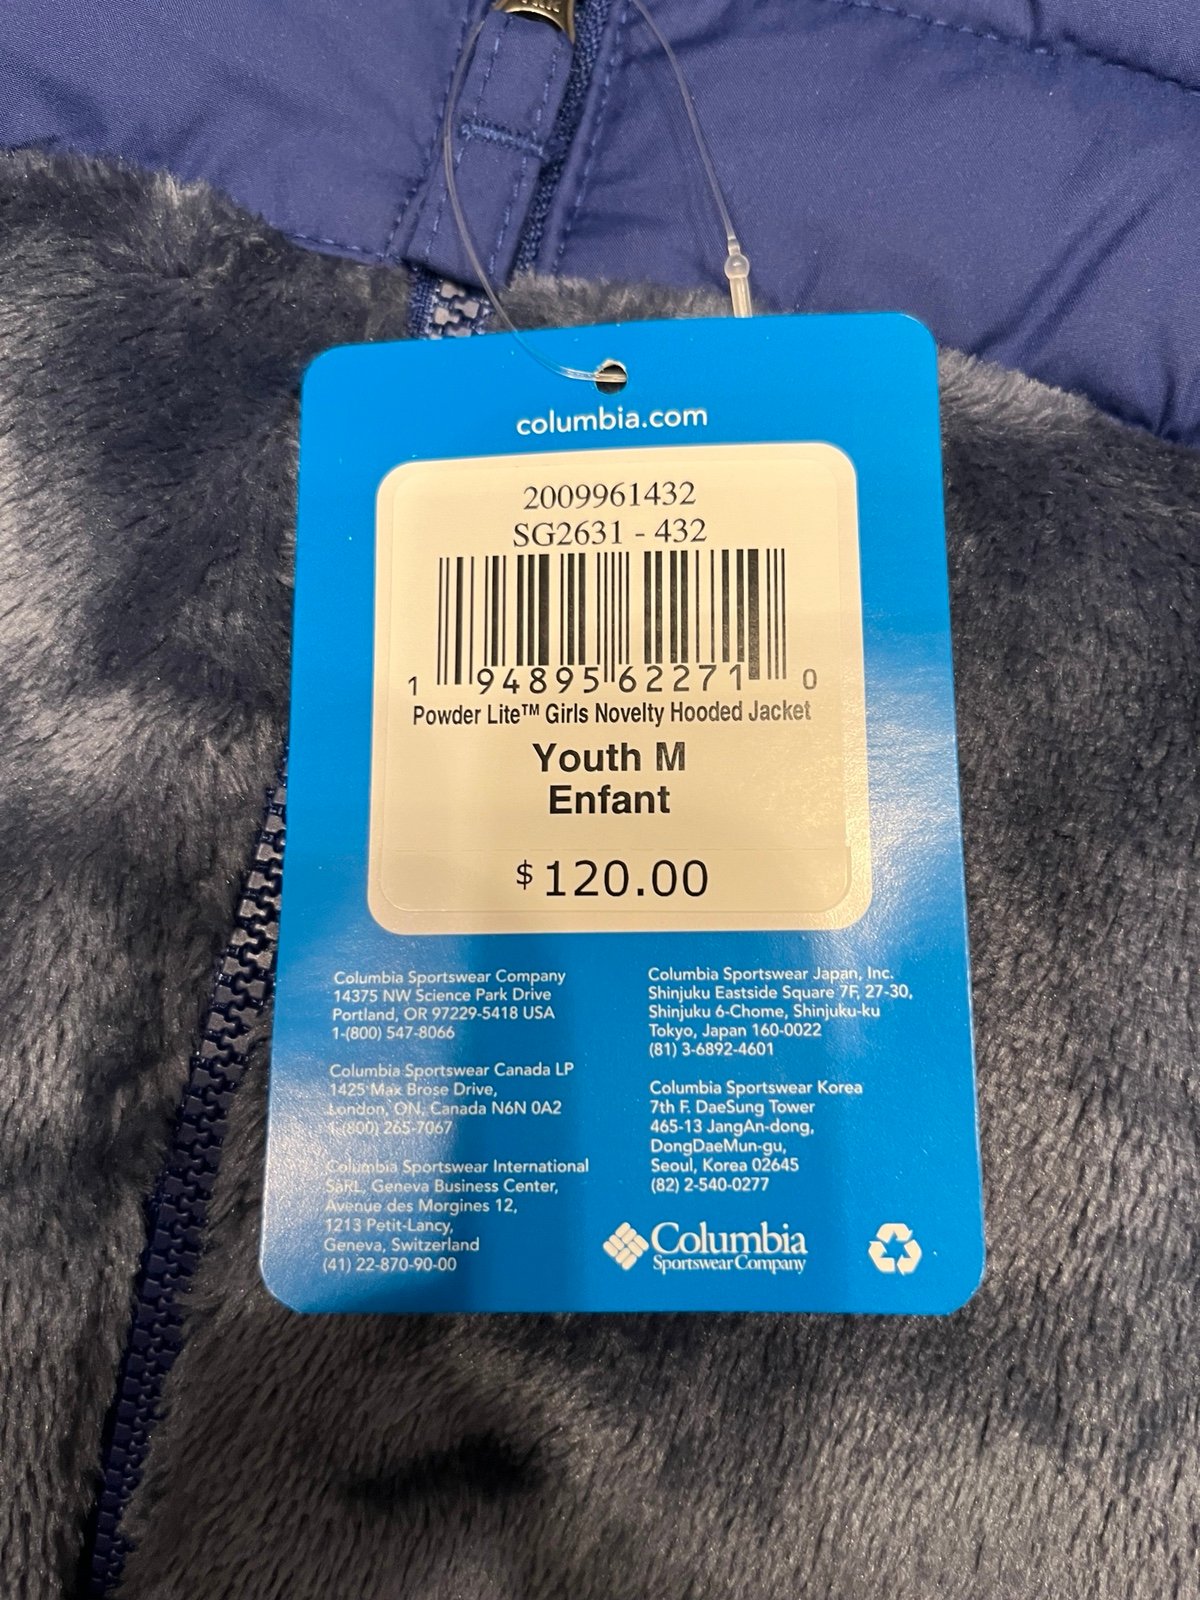 columbia.com
2009961432
SG2631 - 432
1 94895 62271 0
Powder Lite™ Girls Novelty Hooded Jacket
Youth M
Enfant
$ 120.00
Columbia Sportswear Company
14375 NW Science Park Drive
Portland, OR 97229-5418 USA
1-(800) 547-8066
Columbia Sportswear Canada LP
1425 Max Brose Drive,
London, ON, Canada N6N 0A2
1-(800) 265-7067
Columbia Sportswear International
SàRL, Geneva Business Center,
Avenue des Morgines 12,
1213 Petit-Lancy,
Geneva, Switzerland
(41) 22-870-90-00
Columbia Sportswear Japan, Inc.
Shinjuku Eastside Square 7F, 27-30,
Shinjuku 6-Chome, Shinjuku-ku
Tokyo, Japan 160-0022
(81) 3-6892-4601
Columbia Sportswear Korea
7th F. DaeSung Tower
465-13 JangAn-dong,
DongDaeMun-gu,
Seoul, Korea 02645
(82) 2-540-0277
Columbia
Sportswear Company